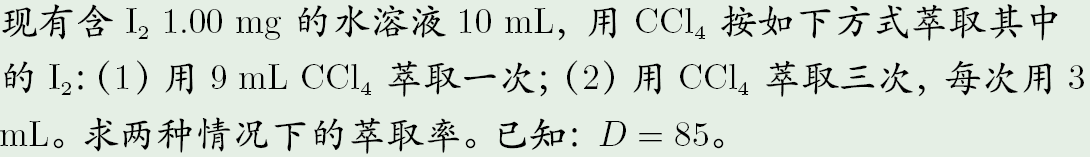 现有含 I₂ 1.00 mg 的水溶液 10 mL, 用 CCl₄ 按如下方式萃取其中
的 I₂: (1) 用 9 mL CCl₄ 萃取一次; (2) 用 CCl₄ 萃取三次, 每次用 3
mL。求两种情况下的萃取率。已知: D = 85。